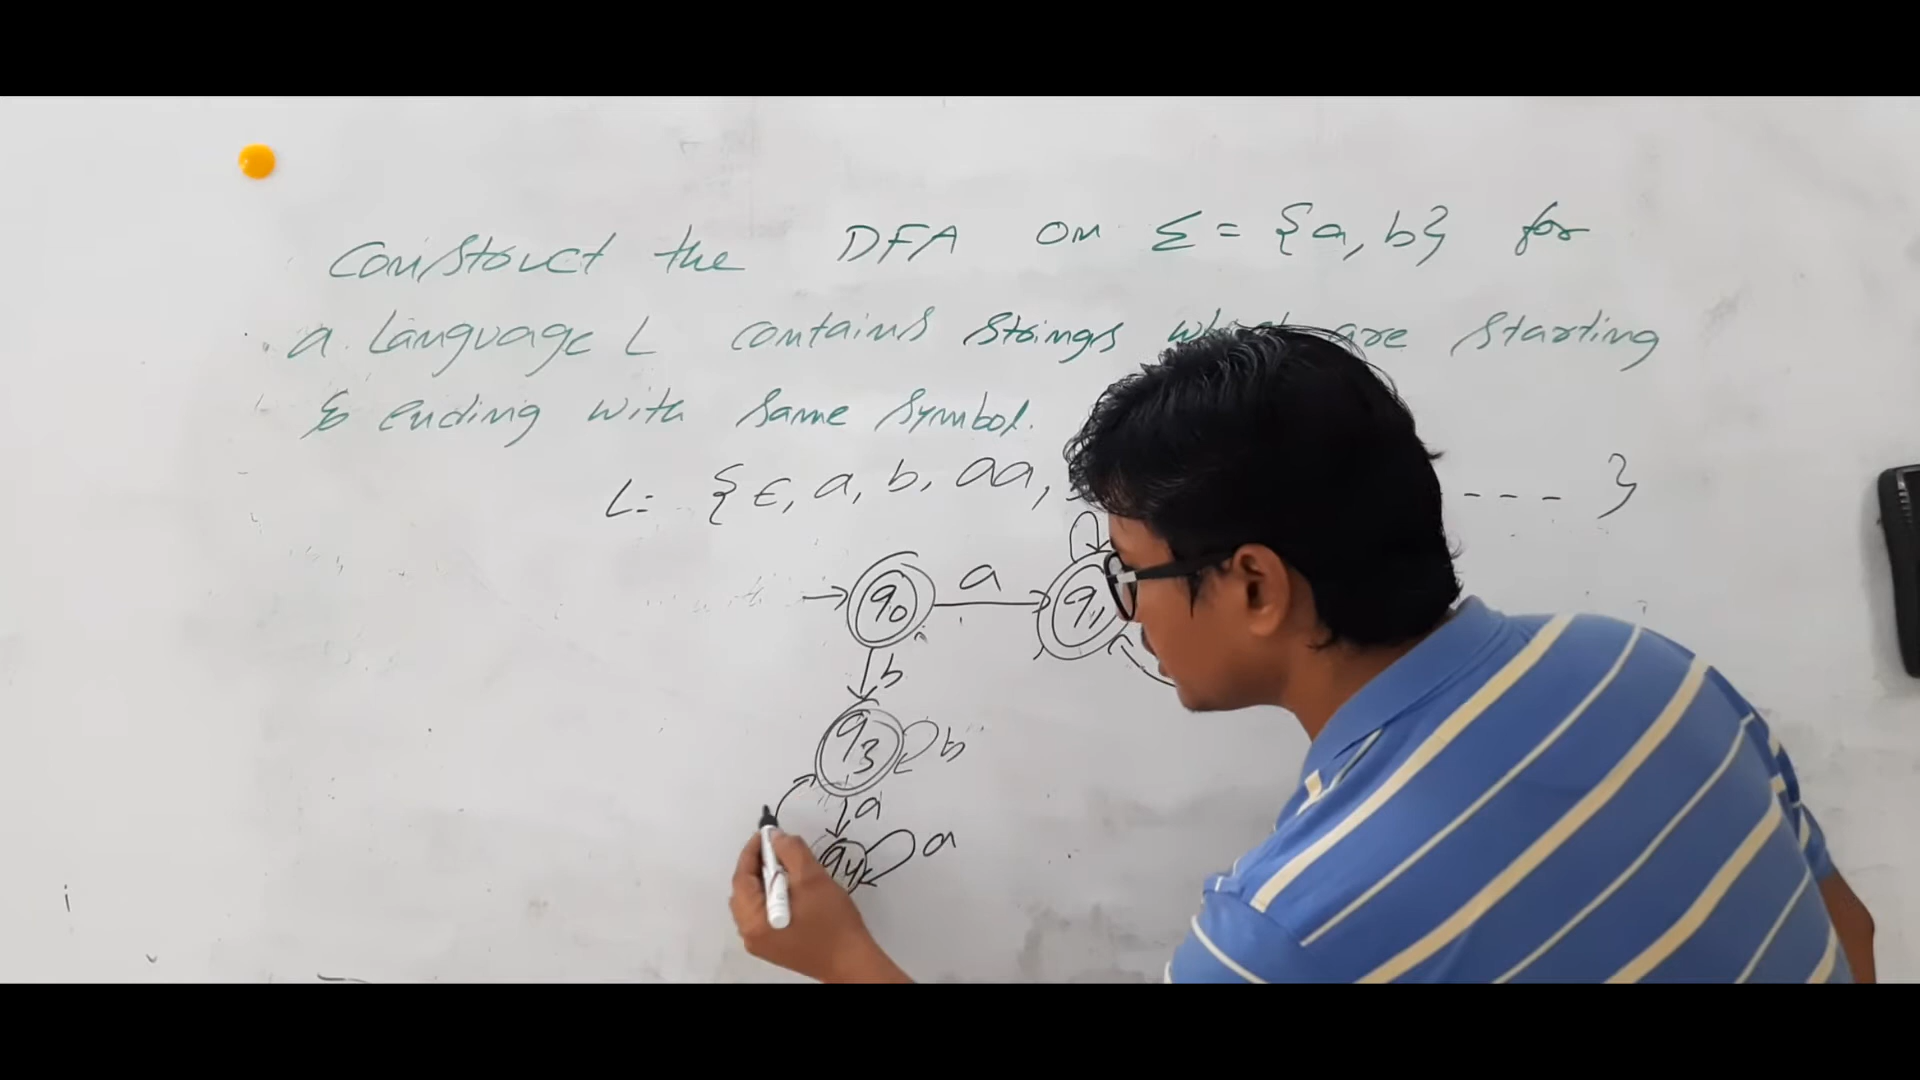 Construct the DFA on Σ = {a, b} for
a Language L contains strings which are starting
& ending with same symbol.
L = {ϵ, a, b, aa, --- }
q0 a q1
b
q3 b
a
q4 a